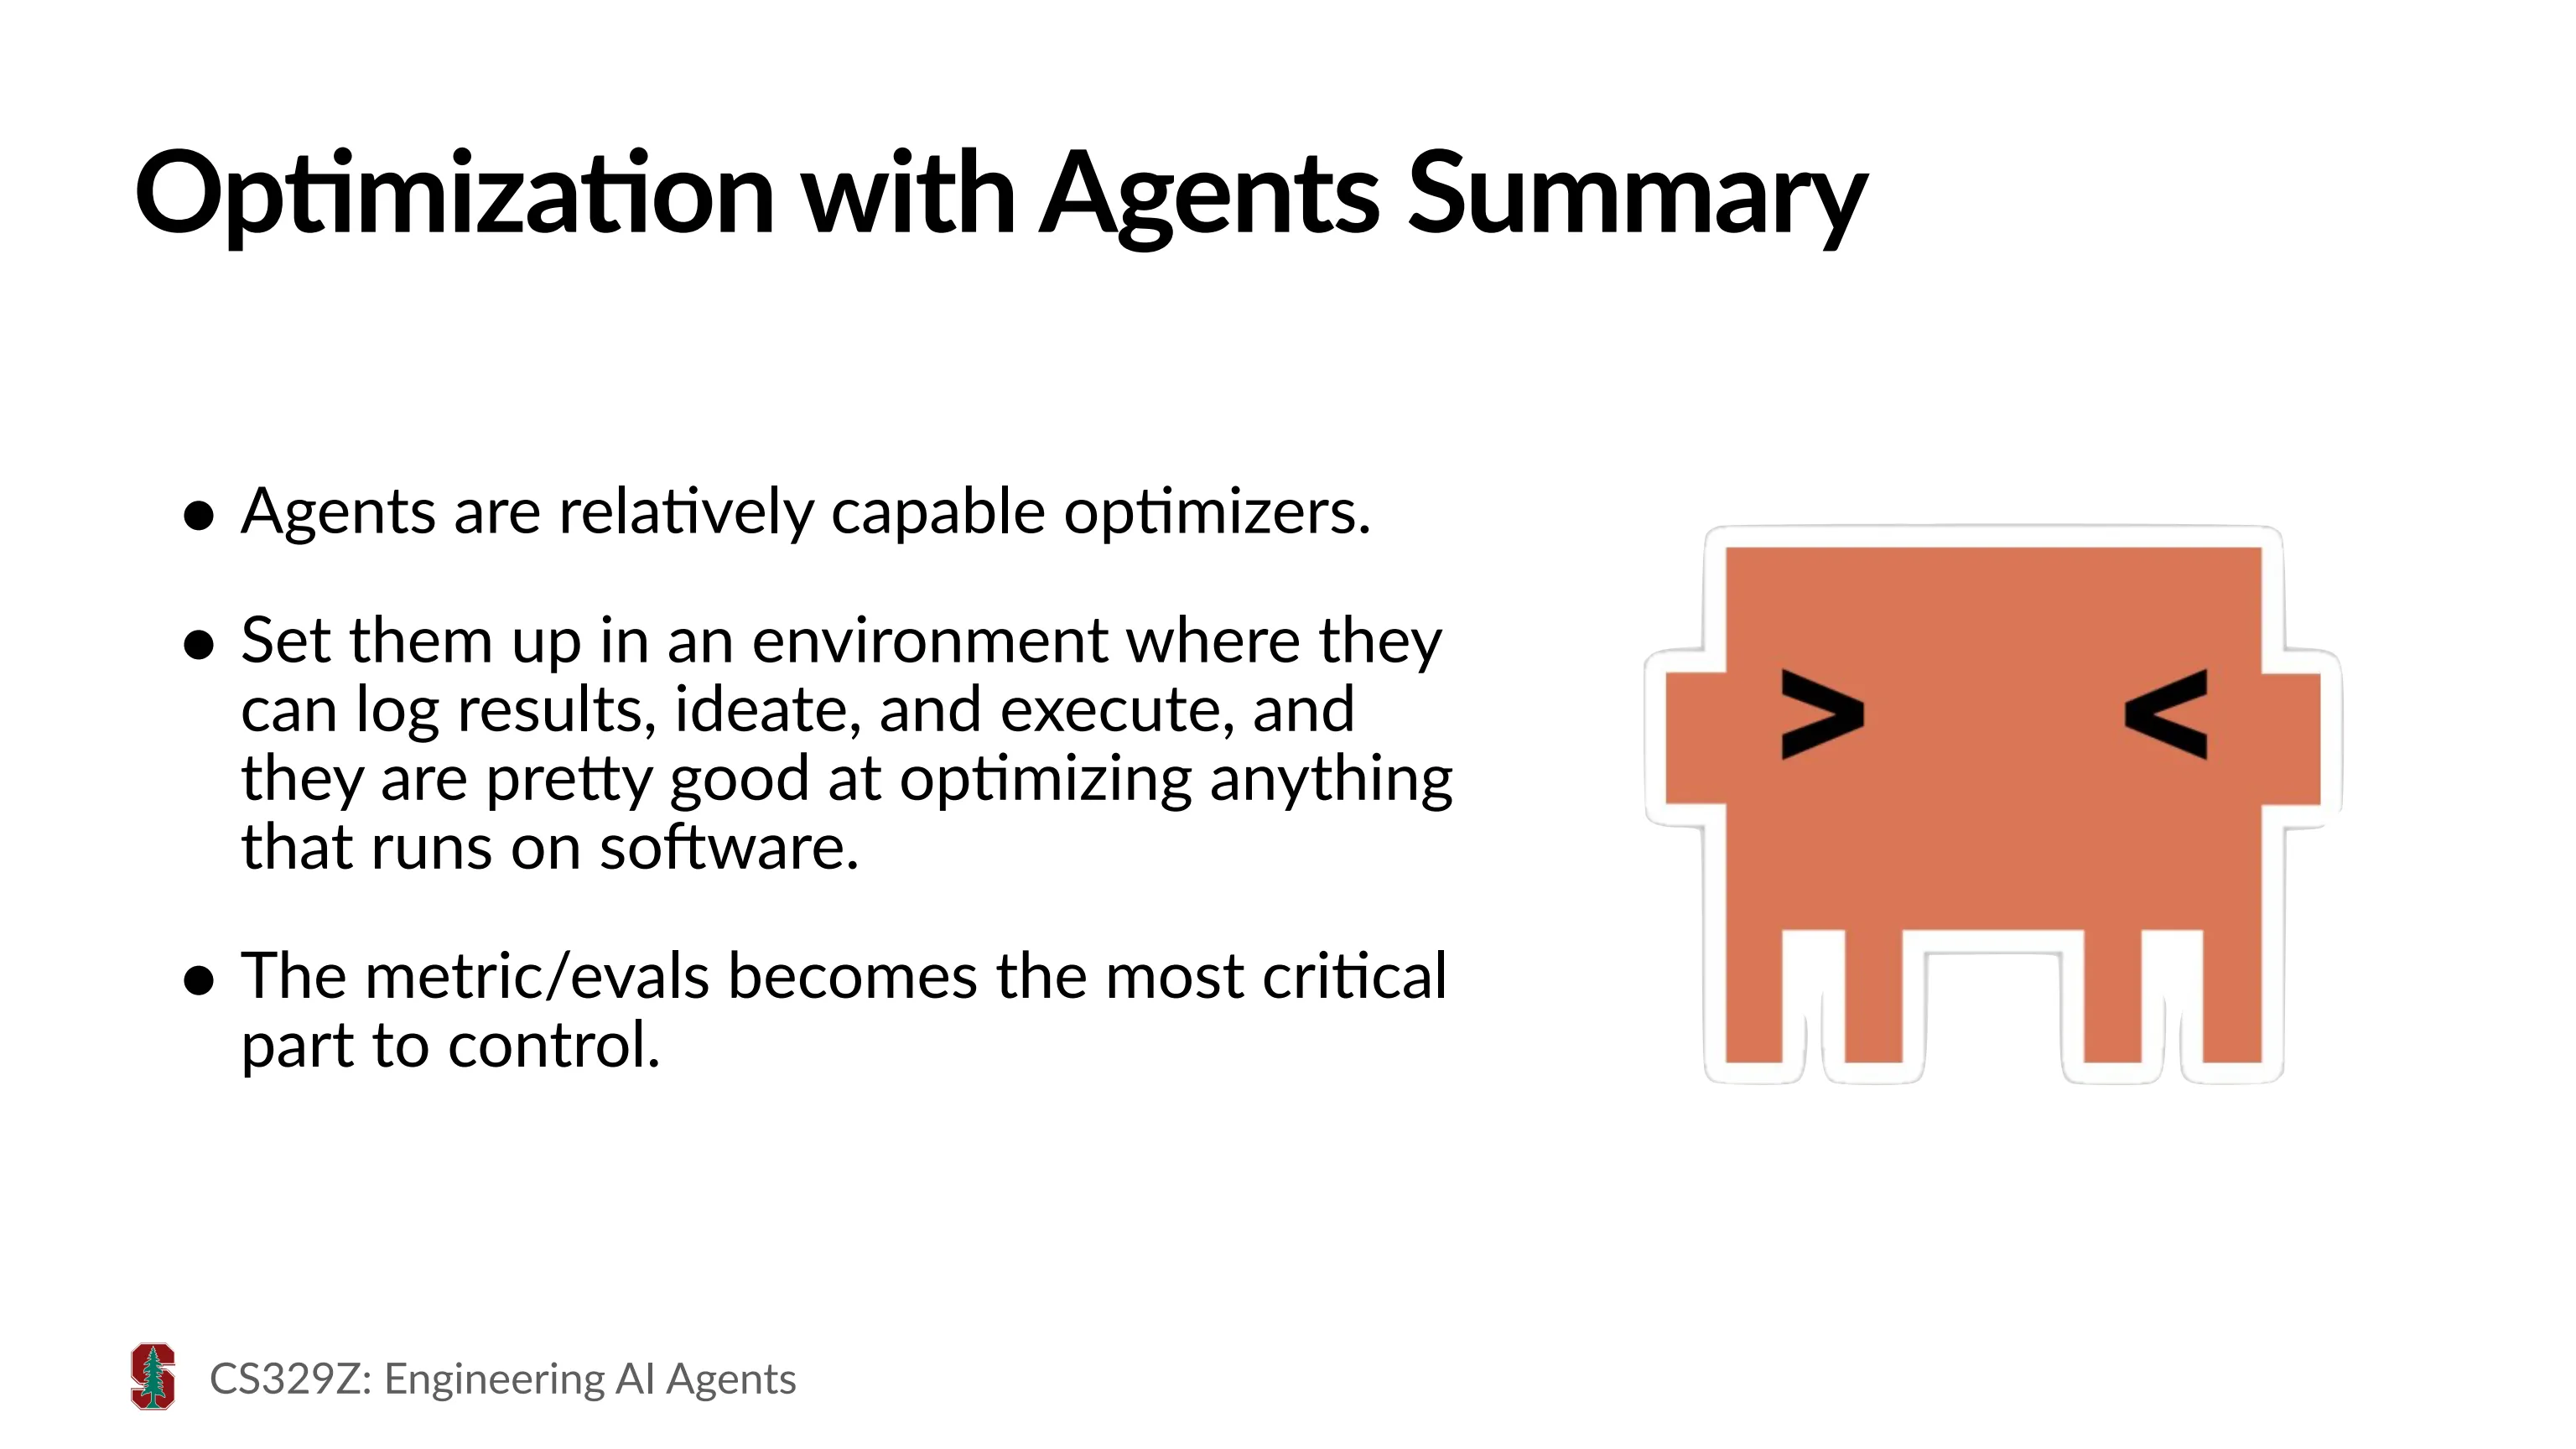 Optimization with Agents Summary
● Agents are relatively capable optimizers.
● Set them up in an environment where they
can log results, ideate, and execute, and
they are pretty good at optimizing anything
that runs on software.
● The metric/evals becomes the most critical
part to control.
> <
S
CS329Z: Engineering AI Agents